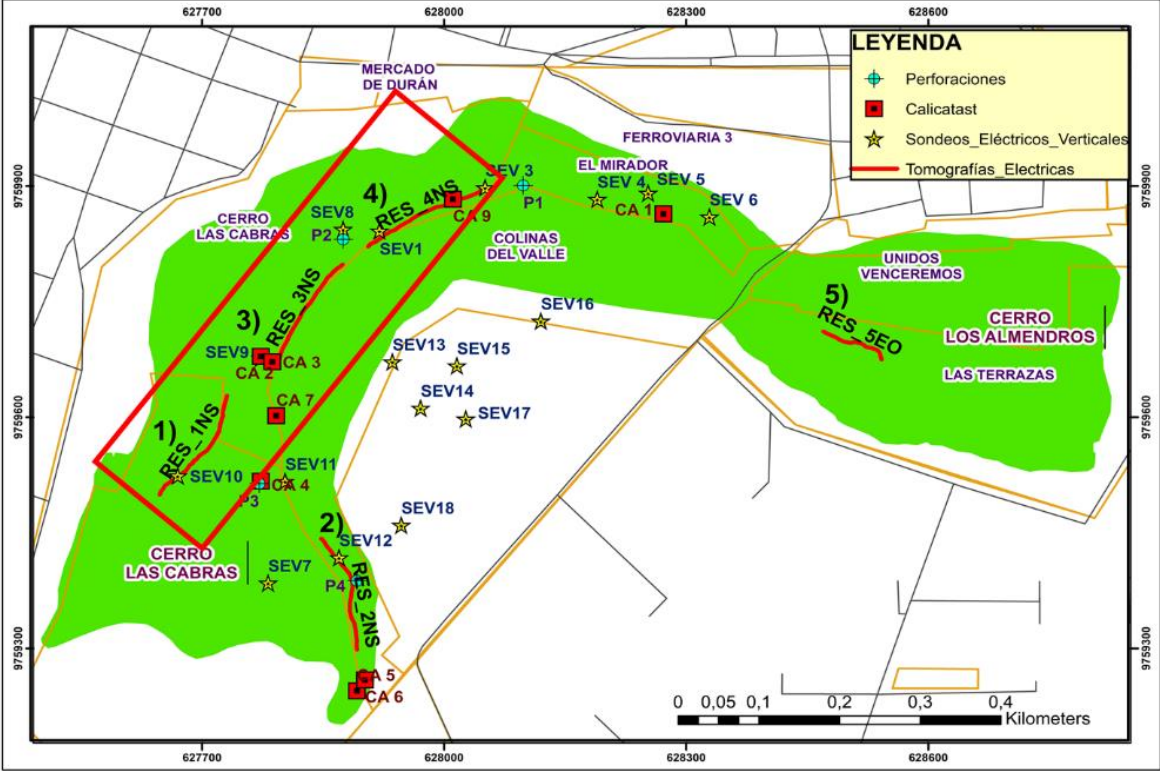 627700
628000
628300
628600
LEYENDA
Perforaciones
Calicatast
Sondeos_Eléctricos_Verticales
Tomografías_Electricas
MERCADO
DE DURÁN
FERROVIARIA 3
EL MIRADOR
9759900
9759900
SEV 3
4)
RES_4NS
CA 9
P1
SEV 4
SEV 5
CA 1
SEV 6
CERRO
LAS CABRAS
SEV8
P2
SEV1
COLINAS
DEL VALLE
UNIDOS
VENCEREMOS
3)
RES_3NS
SEV16
5)
RES_5EO
CERRO
LOS ALMENDROS
SEV9
CA 2
CA 3
SEV13
SEV15
LAS TERRAZAS
SEV14
SEV17
CA 7
9759600
9759600
1)
RES_1NS
SEV10
SEV11
CA 4
P3
SEV18
2)
SEV12
CERRO
LAS CABRAS
SEV7
P4
RES_2NS
9759300
9759300
CA 5
CA 6
0
0,05
0,1
0,2
0,3
0,4
Kilometers
627700
628000
628300
628600